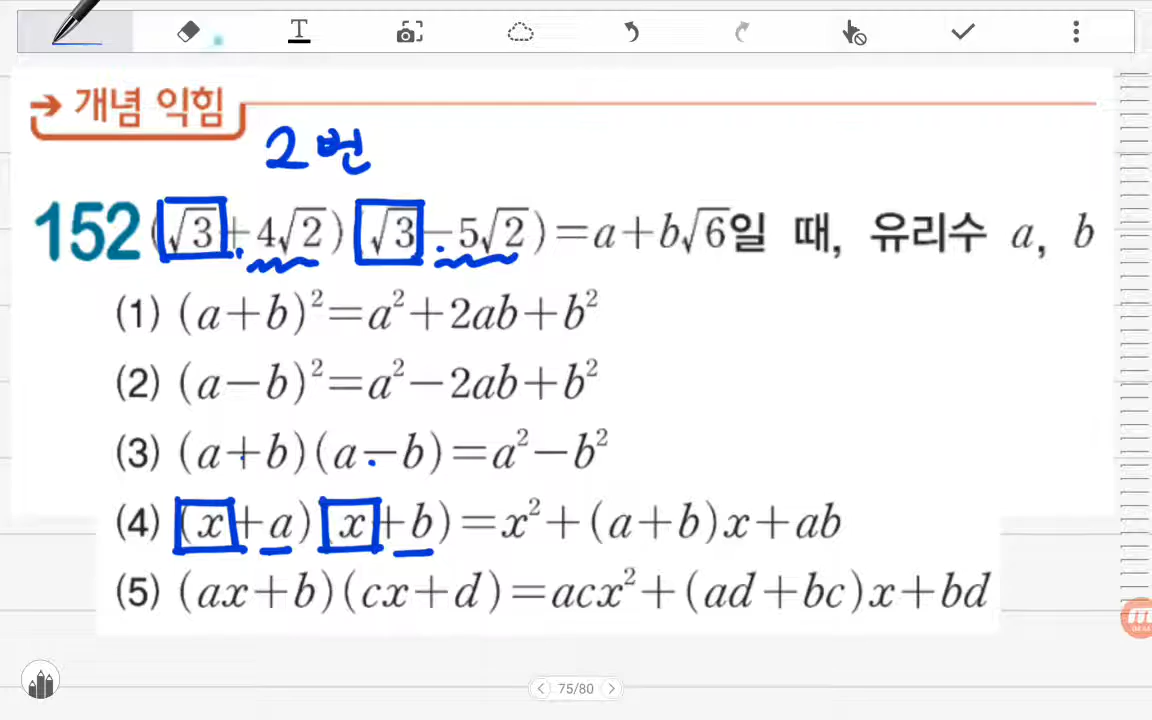 T
→ 개념 익힘
2번
152 (√3+4√2)(√3-5√2)=a+b√6일 때, 유리수 a, b
(1) (a+b)²=a²+2ab+b²
(2) (a-b)²=a²-2ab+b²
(3) (a+b)(a-b)=a²-b²
(4) (x+a)(x+b)=x²+(a+b)x+ab
(5) (ax+b)(cx+d)=acx²+(ad+bc)x+bd
75/80